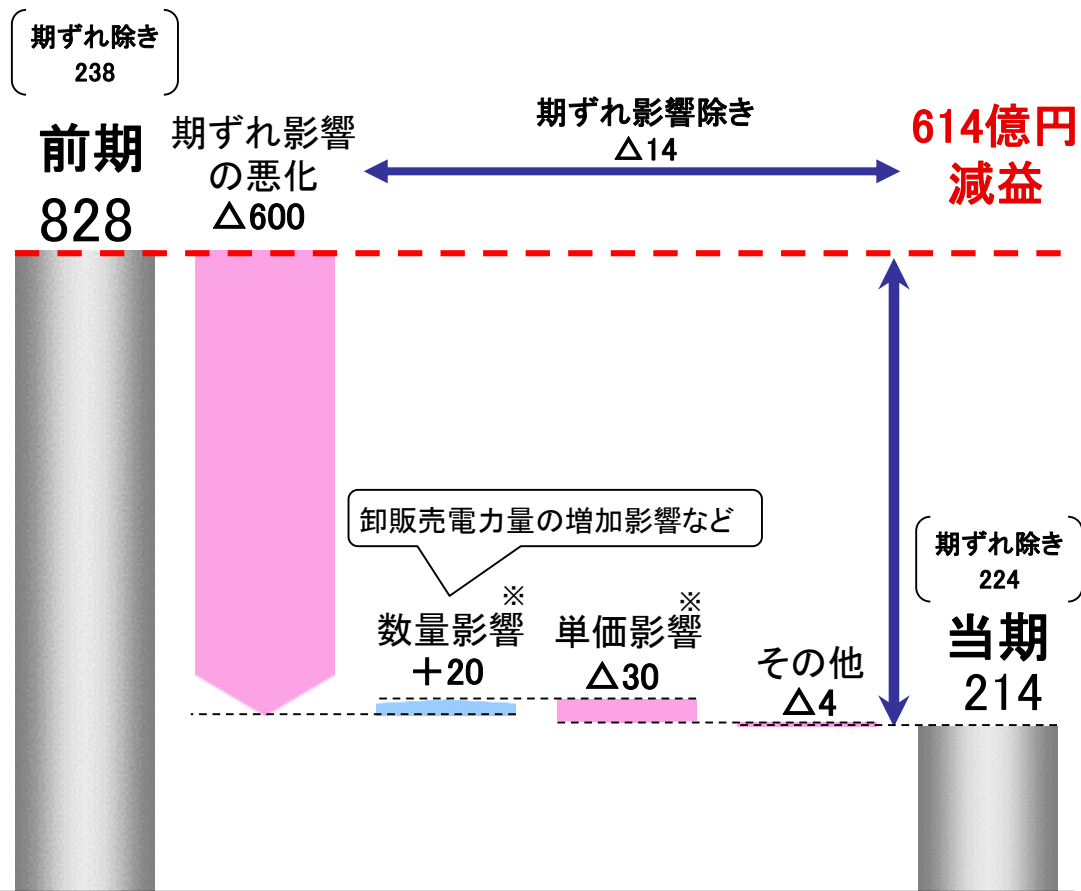 期ずれ除き
238
前期
828
期ずれ影響
の悪化
△600
期ずれ影響除き
△14
614億円
減益
卸販売電力量の増加影響など
※
数量影響
＋20
※
単価影響
△30
その他
△4
期ずれ除き
224
当期
214